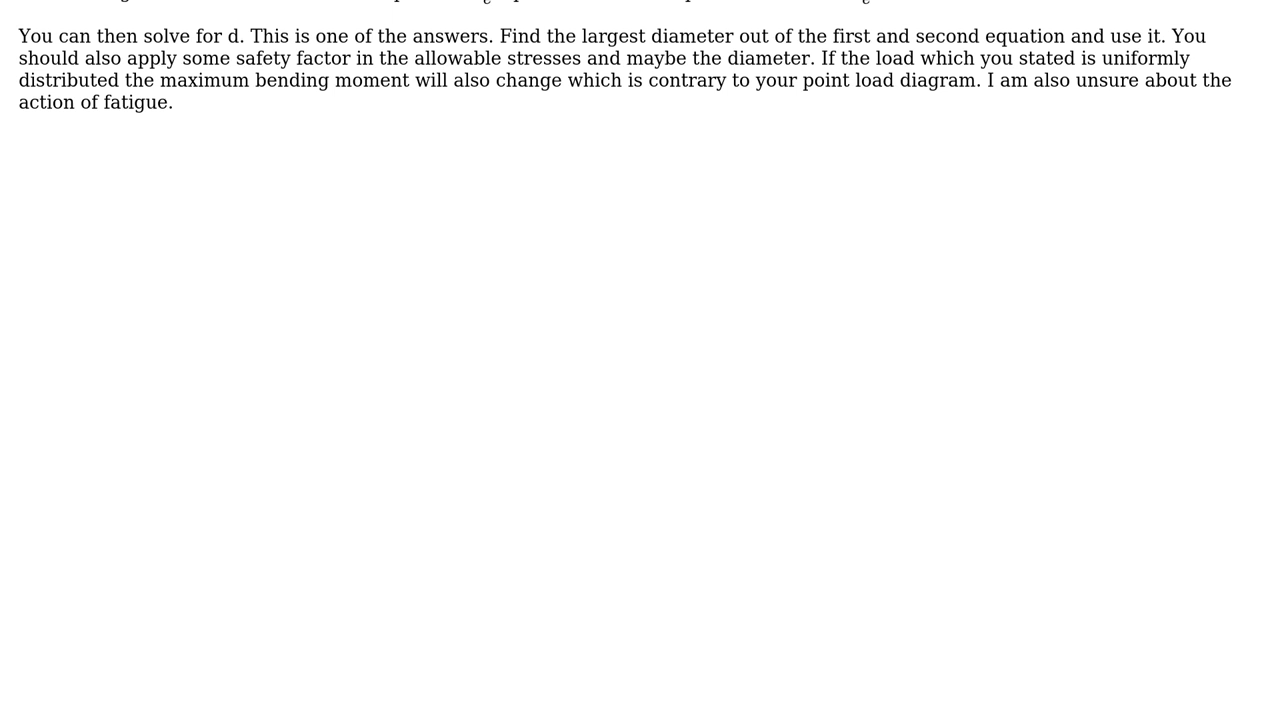 You can then solve for d. This is one of the answers. Find the largest diameter out of the first and second equation and use it. You
should also apply some safety factor in the allowable stresses and maybe the diameter. If the load which you stated is uniformly
distributed the maximum bending moment will also change which is contrary to your point load diagram. I am also unsure about the
action of fatigue.